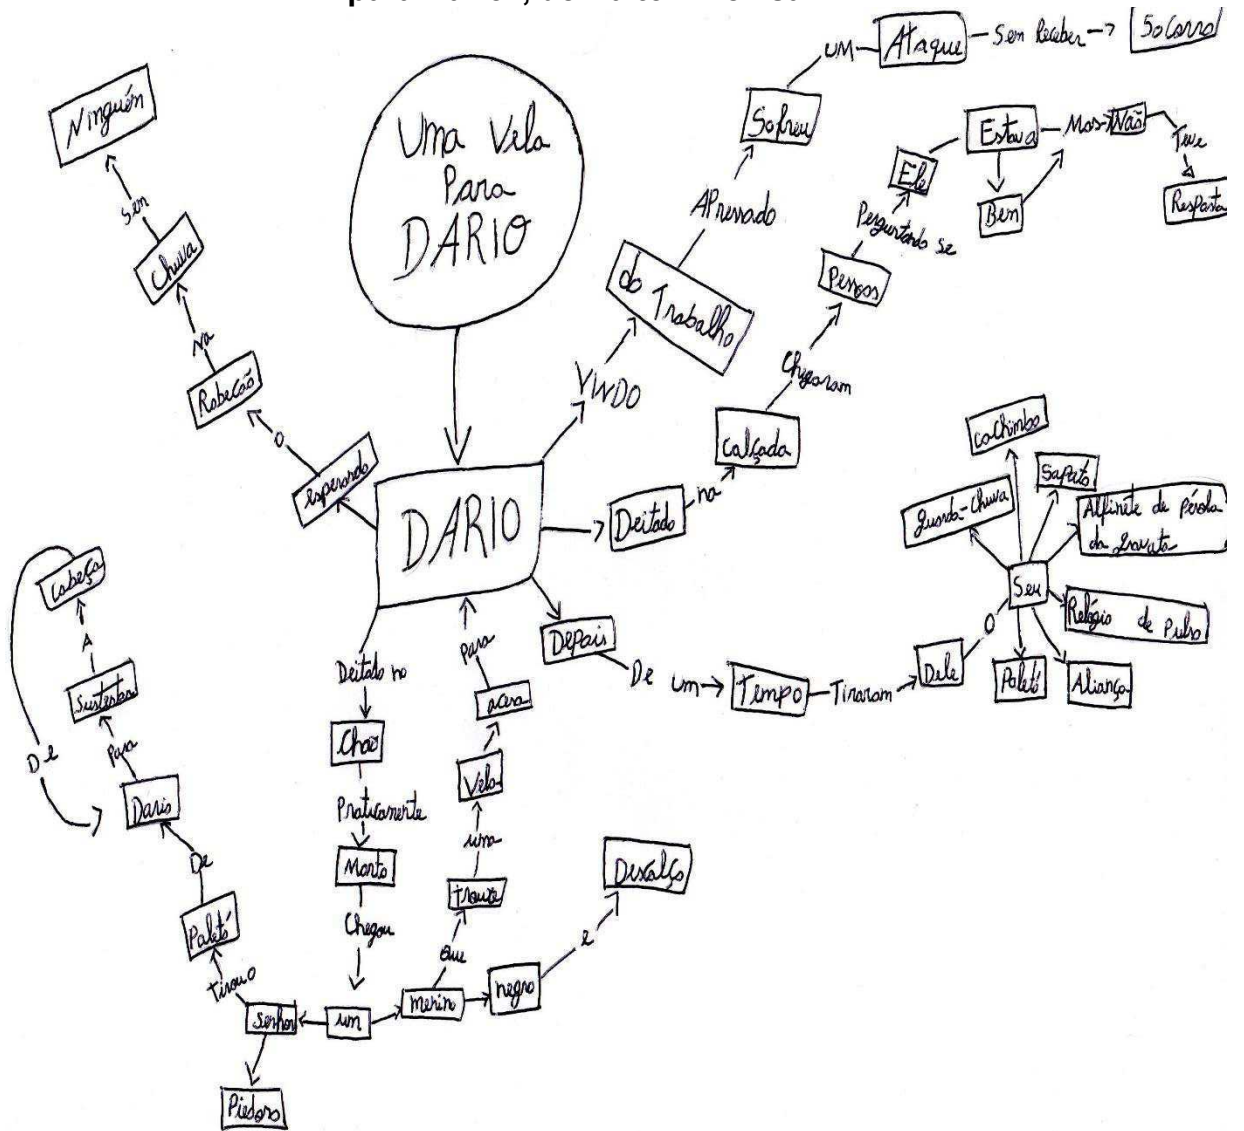 Uma Vela
Para
DARIO
DARIO
VINDO
do Trabalho
APressado
Sofreu
UM
Ataque
Sem Receber
Socorro
Deitado
na
Calçada
Chegaram
Pessoas
Perguntando se
Ele
Estava
Bem
Mas
Não
Teve
Resposta
Depois
De um
Tempo
Tiraram
Dele
O
Seu
guarda-Chuva
cachimbo
Sapato
Alfinete de Pérola
da Gravata
Relógio de Pulso
Aliança
Paletó
esperando
O
Rabecão
Na
Chuva
Sem
Ninguém
Deitado no
Chão
Praticamente
Morto
Chegou
um
menino
negro
e
Descalço
Que
trouxe
uma
Vela
acesa
Para
Senhor
Piedoso
Tirou o
Paletó
De
Dario
Para
Sustentar
A
Cabeça
De